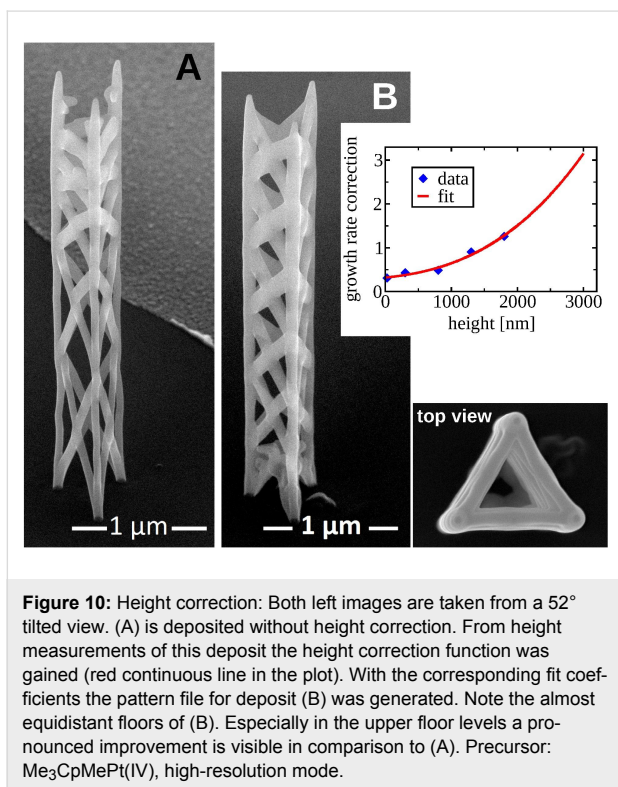 A
B
growth rate correction
3
2
1
0
data
fit
0
1000
2000
3000
height [nm]
top view
1 µm
1 µm
Figure 10: Height correction: Both left images are taken from a 52°
tilted view. (A) is deposited without height correction. From height
measurements of this deposit the height correction function was
gained (red continuous line in the plot). With the corresponding fit coef-
ficients the pattern file for deposit (B) was generated. Note the almost
equidistant floors of (B). Especially in the upper floor levels a pro-
nounced improvement is visible in comparison to (A). Precursor:
Me₃CpMePt(IV), high-resolution mode.